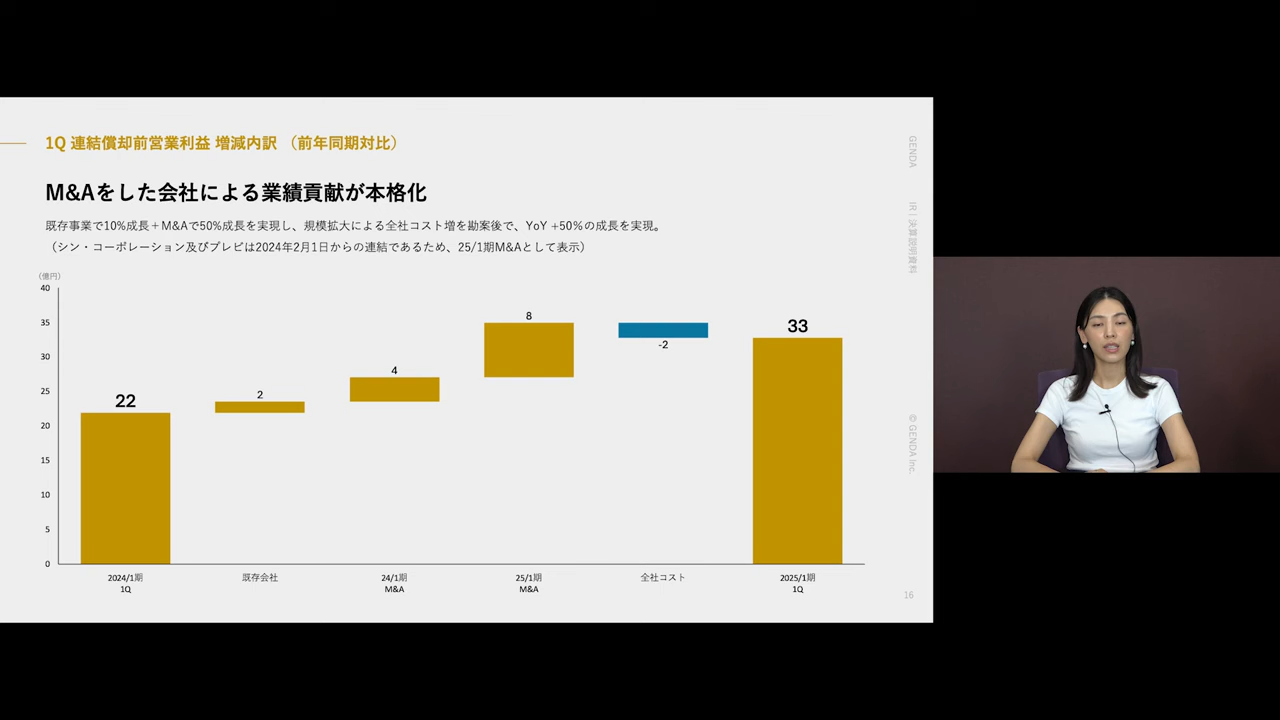 1Q 連結償却前営業利益 増減内訳 （前年同期対比）
M&Aをした会社による業績貢献が本格化
既存事業で10%成長＋M&Aで50%成長を実現し、規模拡大による全社コスト増を勘案後で、YoY +50%の成長を実現。
（シン・コーポレーション及びプレビは2024年2月1日からの連結であるため、25/1期M&Aとして表示）
（億円）
40
35
30
25
20
15
10
5
0
22
2
4
8
-2
33
2024/1期
1Q
既存会社
24/1期
M&A
25/1期
M&A
全社コスト
2025/1期
1Q
GENDA
IR | 決算説明資料
© GENDA Inc.
16